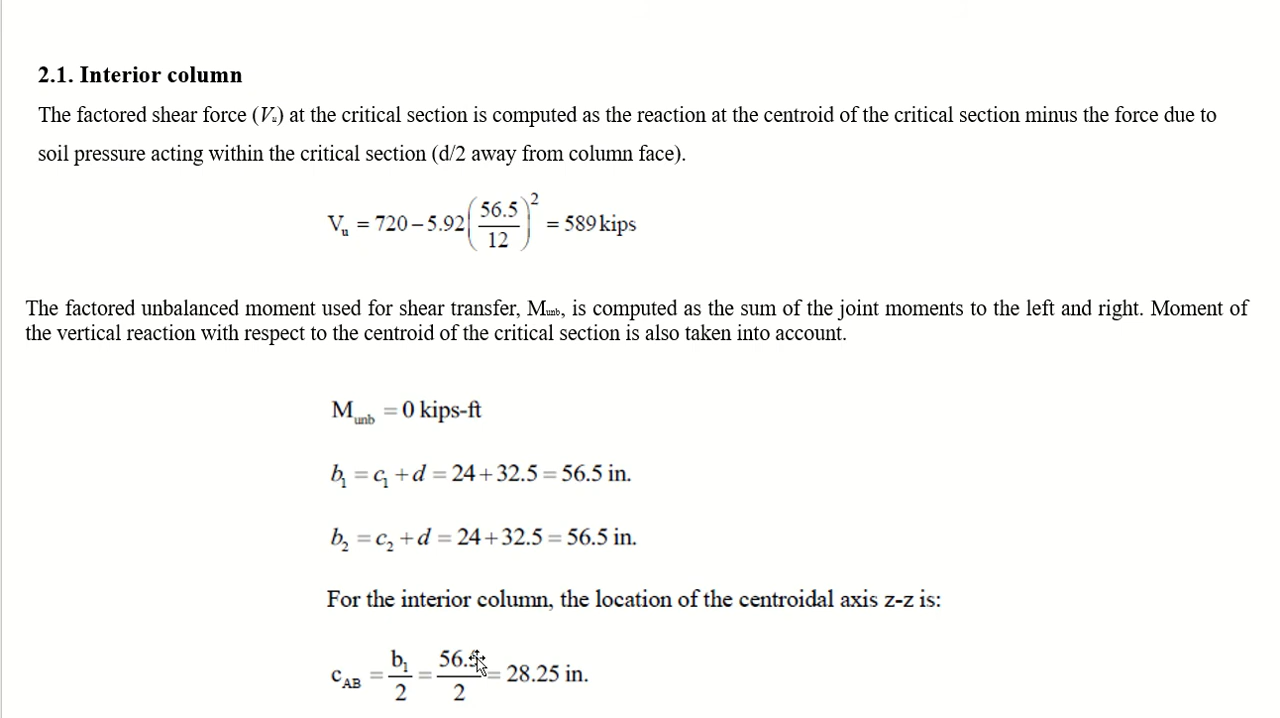 2.1. Interior column
The factored shear force (Vᵤ) at the critical section is computed as the reaction at the centroid of the critical section minus the force due to
soil pressure acting within the critical section (d/2 away from column face).
Vᵤ = 720 – 5.92(56.5/12)² = 589 kips
The factored unbalanced moment used for shear transfer, Munb, is computed as the sum of the joint moments to the left and right. Moment of
the vertical reaction with respect to the centroid of the critical section is also taken into account.
Munb = 0 kips-ft
b₁ = c₁ + d = 24 + 32.5 = 56.5 in.
b₂ = c₂ + d = 24 + 32.5 = 56.5 in.
For the interior column, the location of the centroidal axis z-z is:
cAB = b₁/2 = 56.5/2 = 28.25 in.